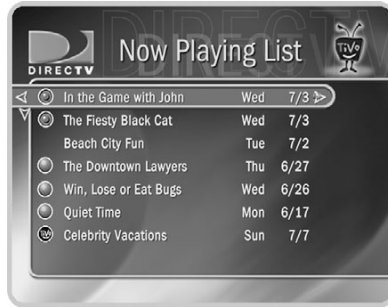 DIRECTV
DIRECTV
Now Playing List
TiVo
In the Game with John Wed 7/3
The Fiesty Black Cat Wed 7/3
Beach City Fun Tue 7/2
The Downtown Lawyers Thu 6/27
Win, Lose or Eat Bugs Wed 6/26
Quiet Time Mon 6/17
TiVo Celebrity Vacations Sun 7/7